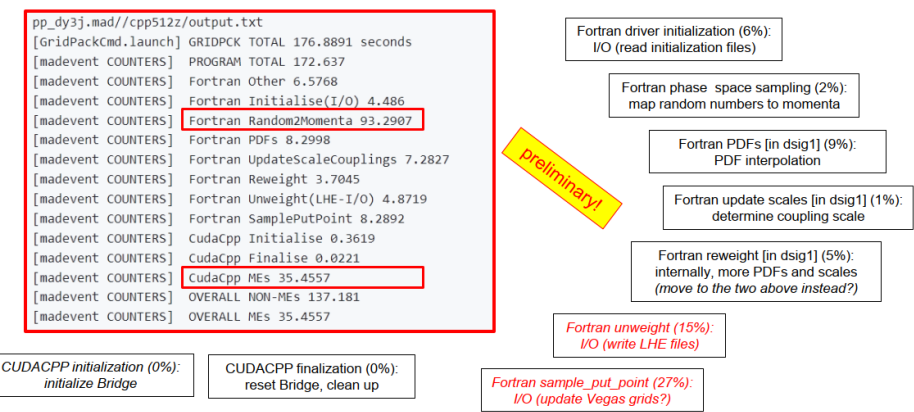 pp_dy3j.mad//cpp512z/output.txt
[GridPackCmd.launch] GRIDPCK TOTAL 176.8891 seconds
[madevent COUNTERS] PROGRAM TOTAL 172.637
[madevent COUNTERS] Fortran Other 6.5768
[madevent COUNTERS] Fortran Initialise(I/O) 4.486
[madevent COUNTERS] Fortran Random2Momenta 93.2907
[madevent COUNTERS] Fortran PDFs 8.2998
[madevent COUNTERS] Fortran UpdateScaleCouplings 7.2827
[madevent COUNTERS] Fortran Reweight 3.7045
[madevent COUNTERS] Fortran Unweight(LHE-I/O) 4.8719
[madevent COUNTERS] Fortran SamplePutPoint 8.2892
[madevent COUNTERS] CudaCpp Initialise 0.3619
[madevent COUNTERS] CudaCpp Finalise 0.0221
[madevent COUNTERS] CudaCpp MEs 35.4557
[madevent COUNTERS] OVERALL NON-MEs 137.181
[madevent COUNTERS] OVERALL MEs 35.4557
preliminary!
Fortran driver initialization (6%):
I/O (read initialization files)
Fortran phase space sampling (2%):
map random numbers to momenta
Fortran PDFs [in dsig1] (9%):
PDF interpolation
Fortran update scales [in dsig1] (1%):
determine coupling scale
Fortran reweight [in dsig1] (5%):
internally, more PDFs and scales
(move to the two above instead?)
Fortran unweight (15%):
I/O (write LHE files)
Fortran sample_put_point (27%):
I/O (update Vegas grids?)
CUDACPP initialization (0%):
initialize Bridge
CUDACPP finalization (0%):
reset Bridge, clean up